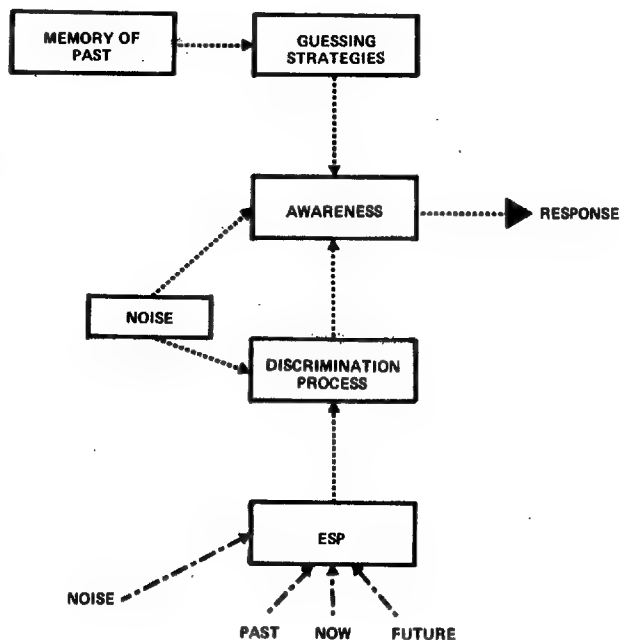 MEMORY OF
PAST
GUESSING
STRATEGIES
AWARENESS
RESPONSE
NOISE
DISCRIMINATION
PROCESS
ESP
NOISE
PAST
NOW
FUTURE